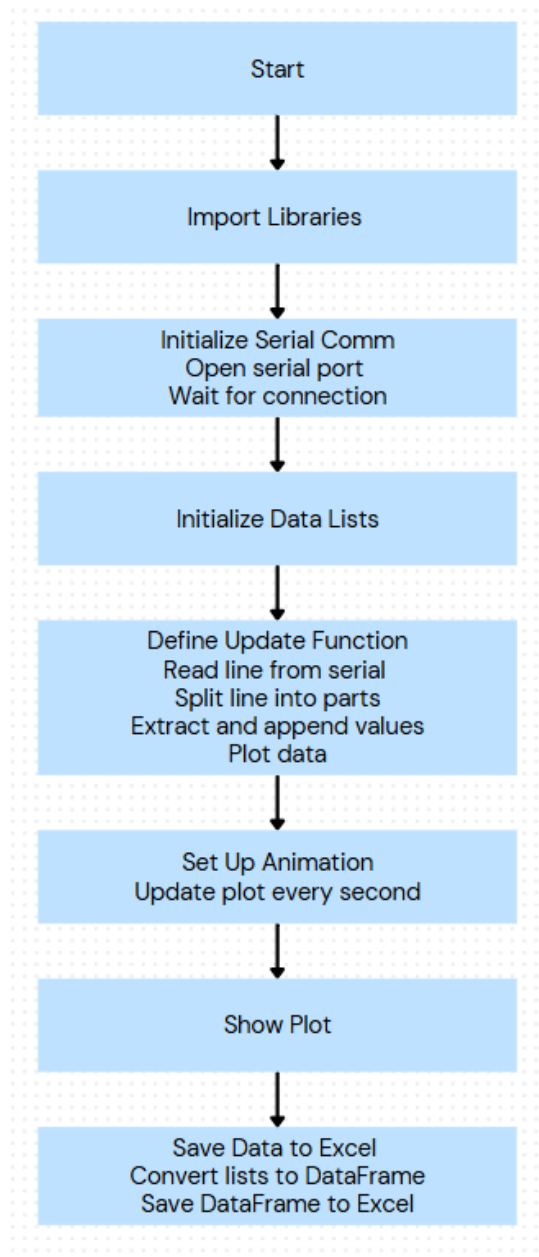 Start
Import Libraries
Initialize Serial Comm
Open serial port
Wait for connection
Initialize Data Lists
Define Update Function
Read line from serial
Split line into parts
Extract and append values
Plot data
Set Up Animation
Update plot every second
Show Plot
Save Data to Excel
Convert lists to DataFrame
Save DataFrame to Excel